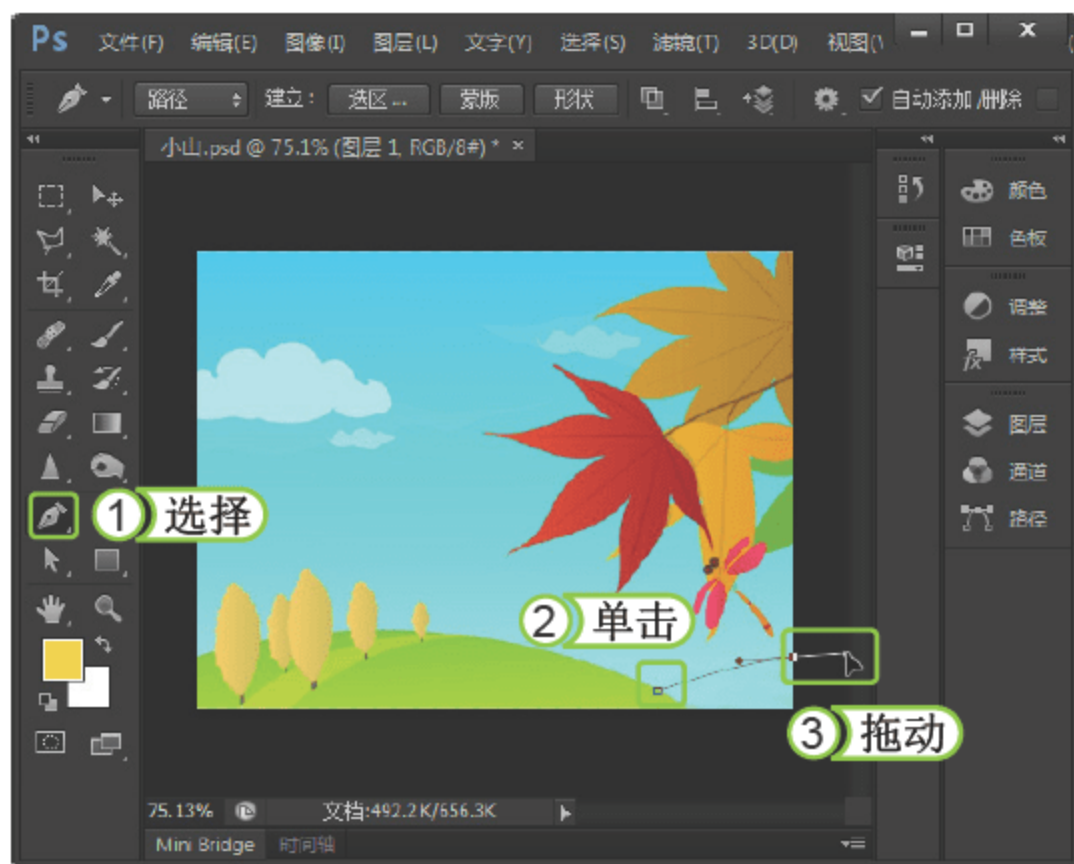 Ps 文件(F) 编辑(E) 图像(I) 图层(L) 文字(Y) 选择(S) 滤镜(T) 3D(D) 视图(V
路径 建立： 选区... 蒙版 形状 自动添加/删除
小山.psd @ 75.1% (图层 1, RGB/8#) * ×
颜色
色板
调整
样式
图层
通道
路径
1 选择
2 单击
3 拖动
75.13% 文档:492.2K/656.3K
Mini Bridge 时间轴